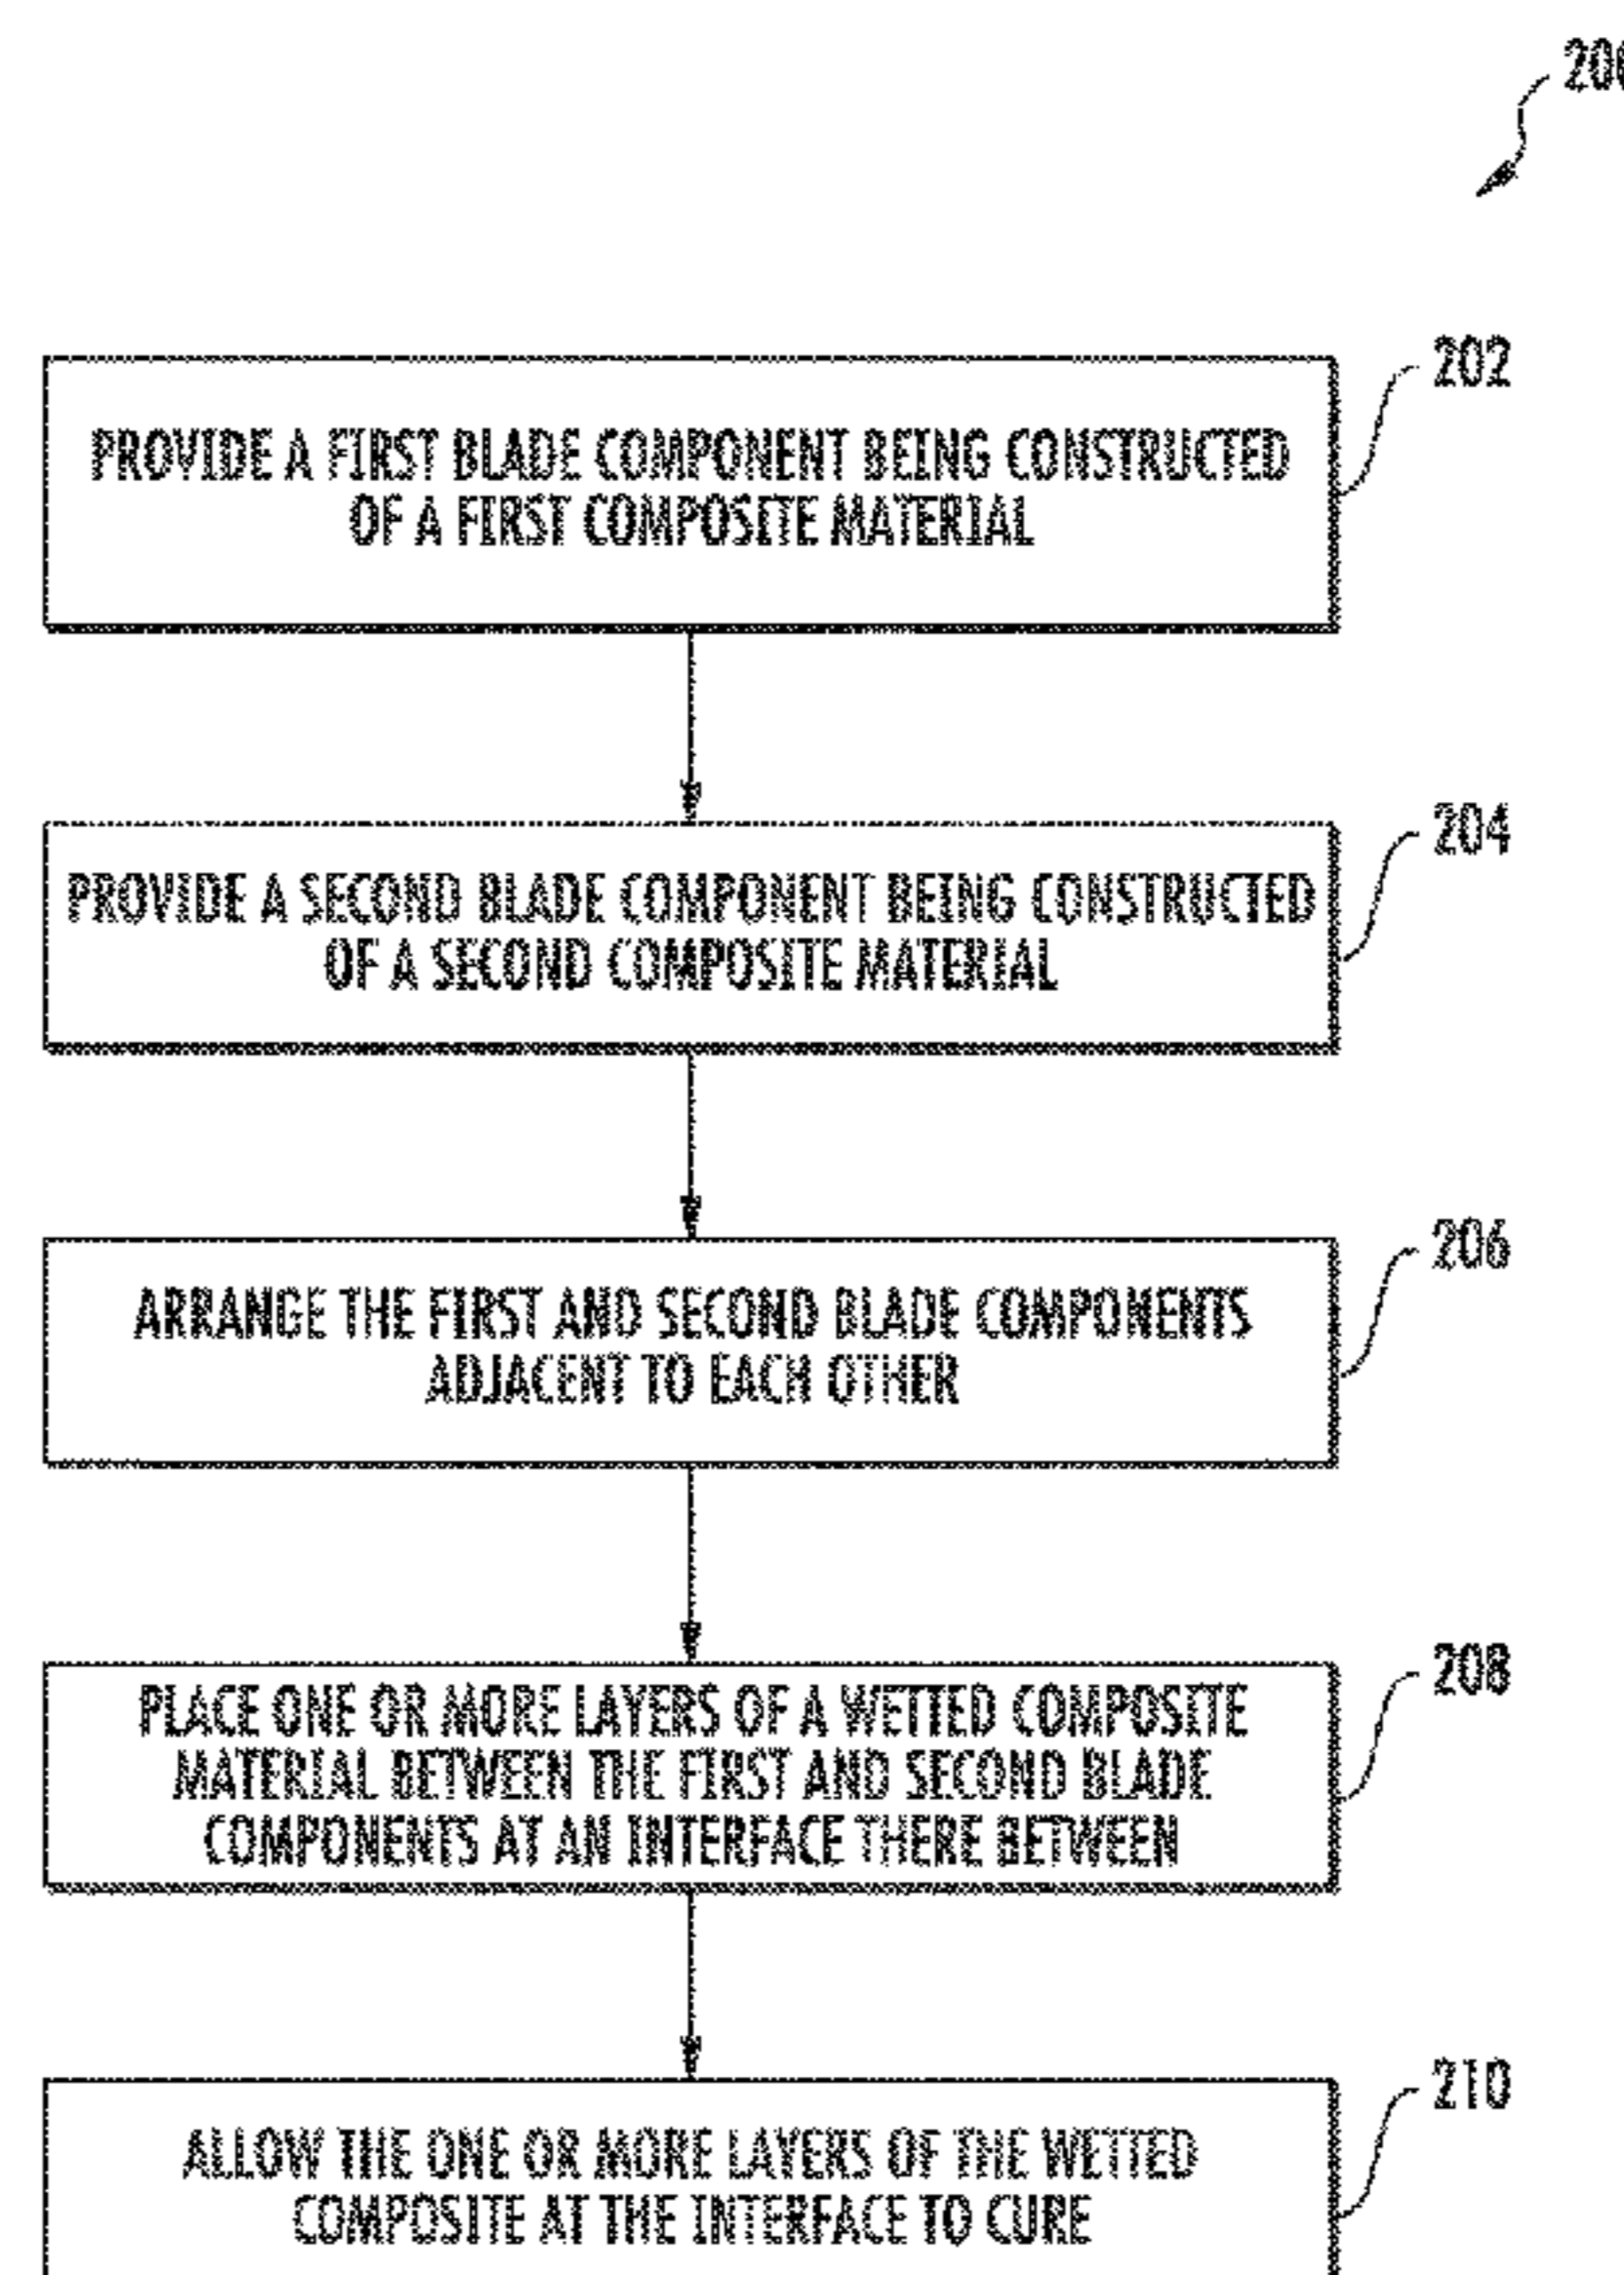 200
202
PROVIDE A FIRST BLADE COMPONENT BEING CONSTRUCTED
OF A FIRST COMPOSITE MATERIAL
204
PROVIDE A SECOND BLADE COMPONENT BEING CONSTRUCTED
OF A SECOND COMPOSITE MATERIAL
206
ARRANGE THE FIRST AND SECOND BLADE COMPONENTS
ADJACENT TO EACH OTHER
208
PLACE ONE OR MORE LAYERS OF A WETTED COMPOSITE
MATERIAL BETWEEN THE FIRST AND SECOND BLADE
COMPONENTS AT AN INTERFACE THERE BETWEEN
210
ALLOW THE ONE OR MORE LAYERS OF THE WETTED
COMPOSITE AT THE INTERFACE TO CURE